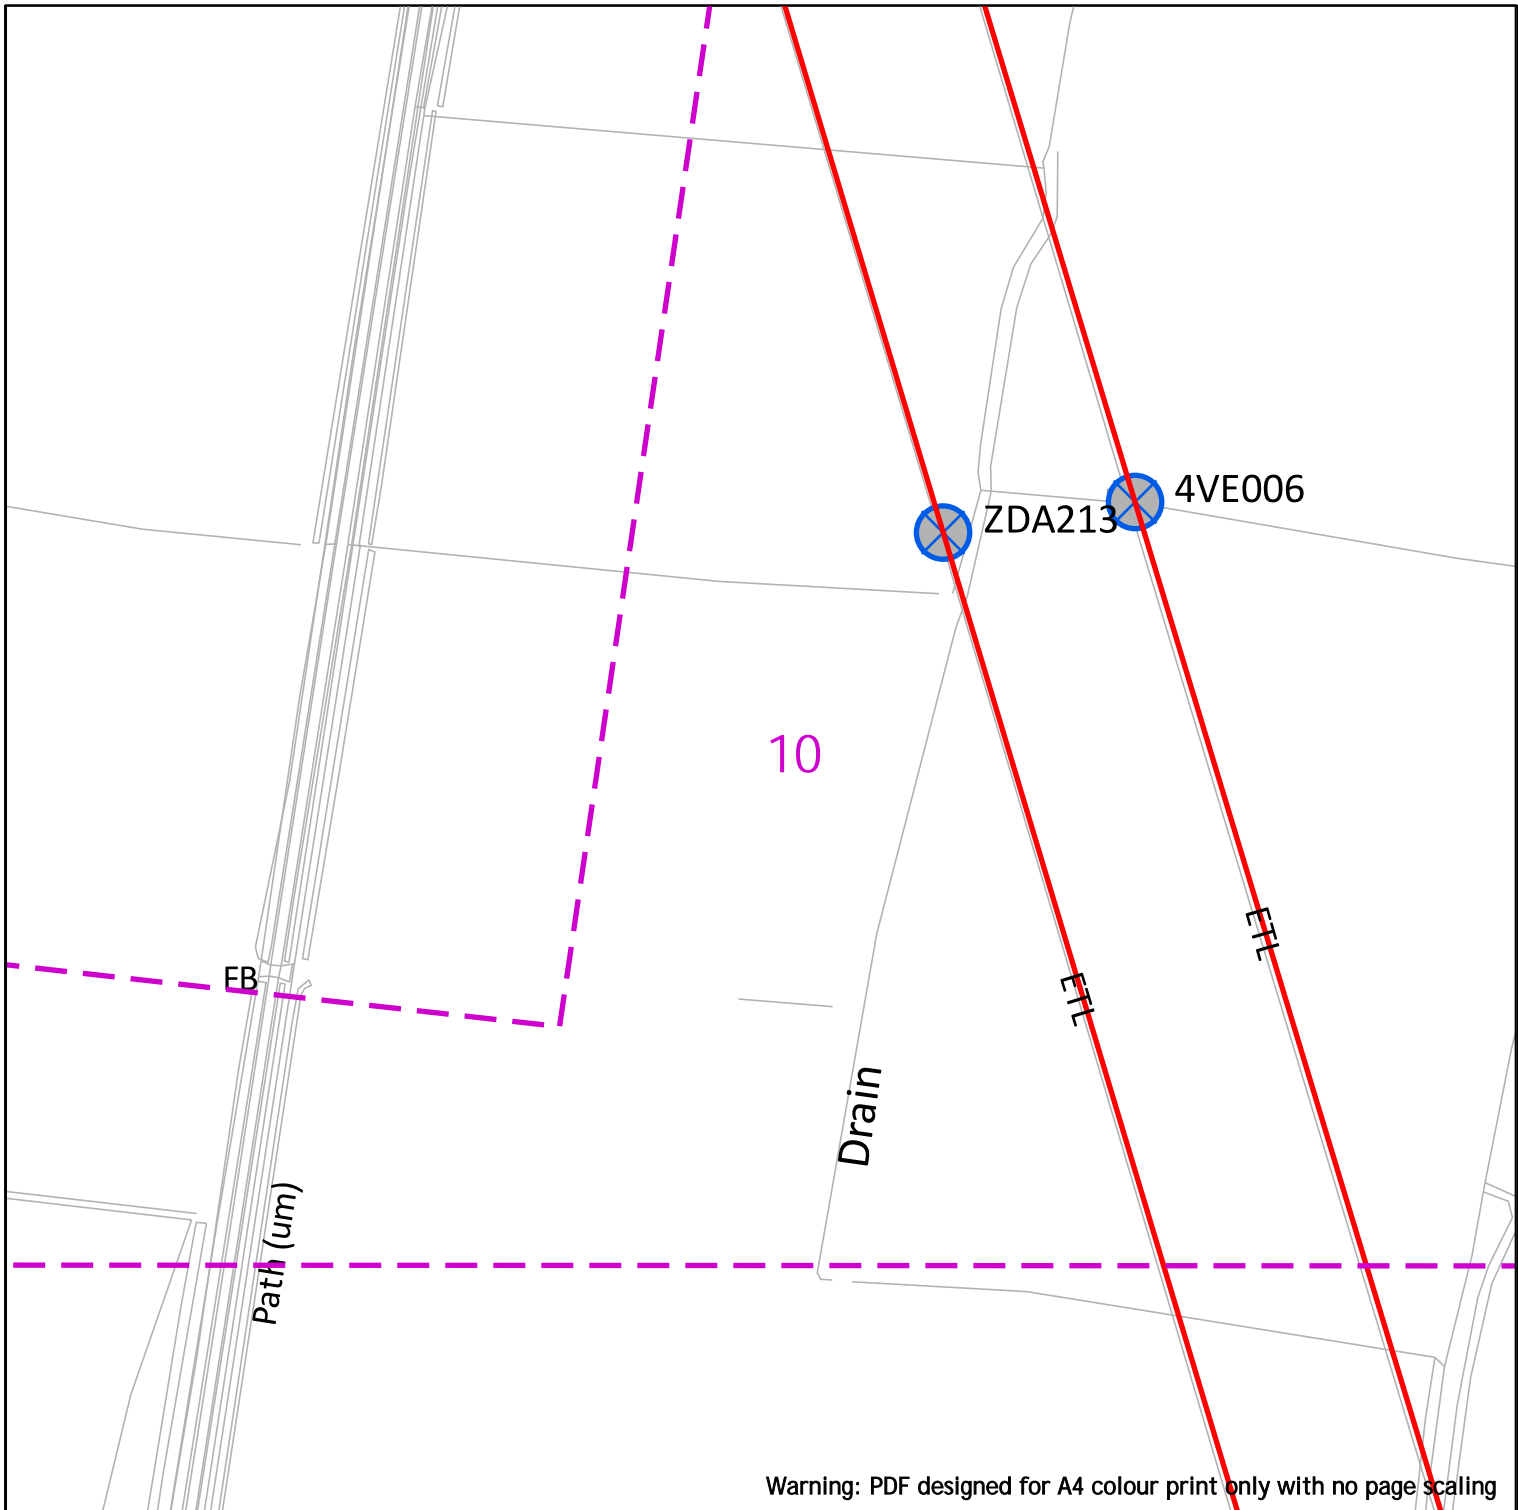 4VE006
ZDA213
10
ETL
ETL
FB
Drain
Path (um)
Warning: PDF designed for A4 colour print only with no page scaling